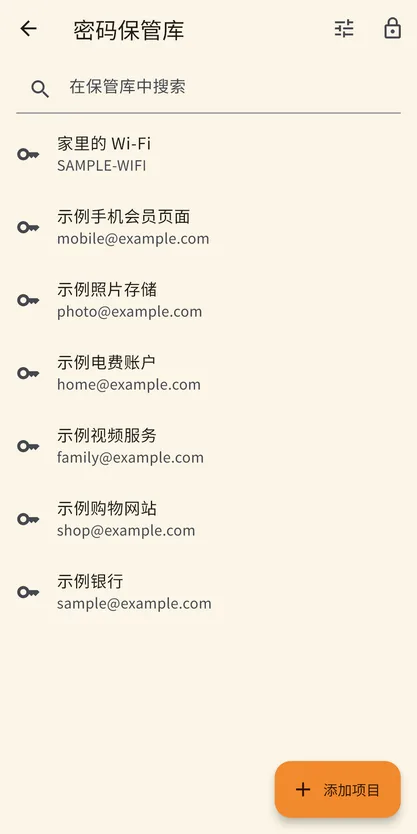 密码保管库
在保管库中搜索
家里的 Wi-Fi
SAMPLE-WIFI
示例手机会员页面
mobile@example.com
示例照片存储
photo@example.com
示例电费账户
home@example.com
示例视频服务
family@example.com
示例购物网站
shop@example.com
示例银行
sample@example.com
添加项目